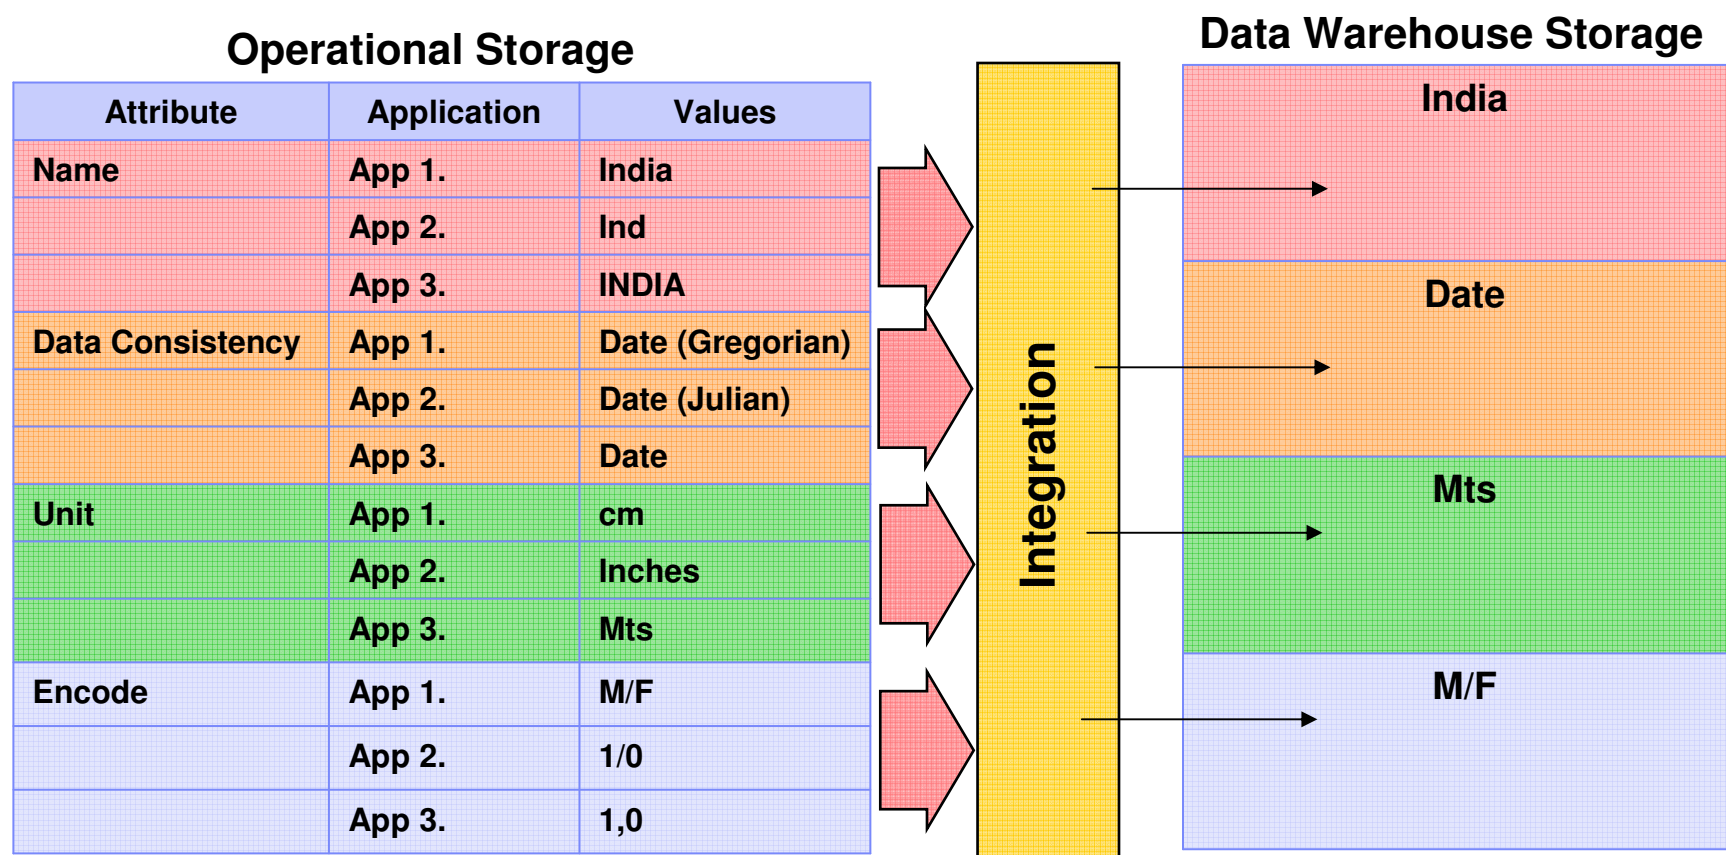 Operational Storage
Attribute Application Values
Name App 1. India
App 2. Ind
App 3. INDIA
Data Consistency App 1. Date (Gregorian)
App 2. Date (Julian)
App 3. Date
Unit App 1. cm
App 2. Inches
App 3. Mts
Encode App 1. M/F
App 2. 1/0
App 3. 1,0
Integration
Data Warehouse Storage
India
Date
Mts
M/F